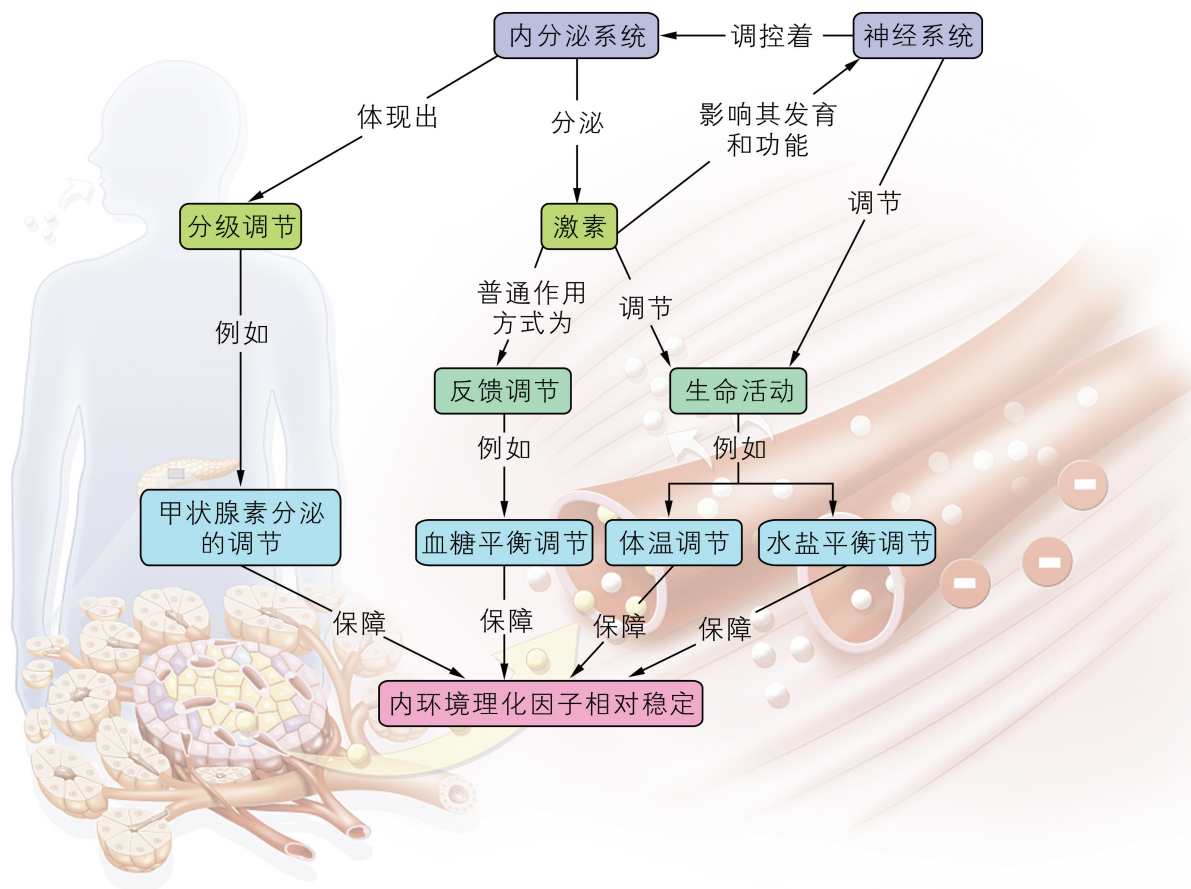 内分泌系统
调控着
神经系统
体现出
分泌
影响其发育
和功能
分级调节
激素
调节
普通作用
方式为
调节
例如
反馈调节
生命活动
例如
例如
甲状腺素分泌
的调节
血糖平衡调节
体温调节
水盐平衡调节
保障
保障
保障
保障
内环境理化因子相对稳定